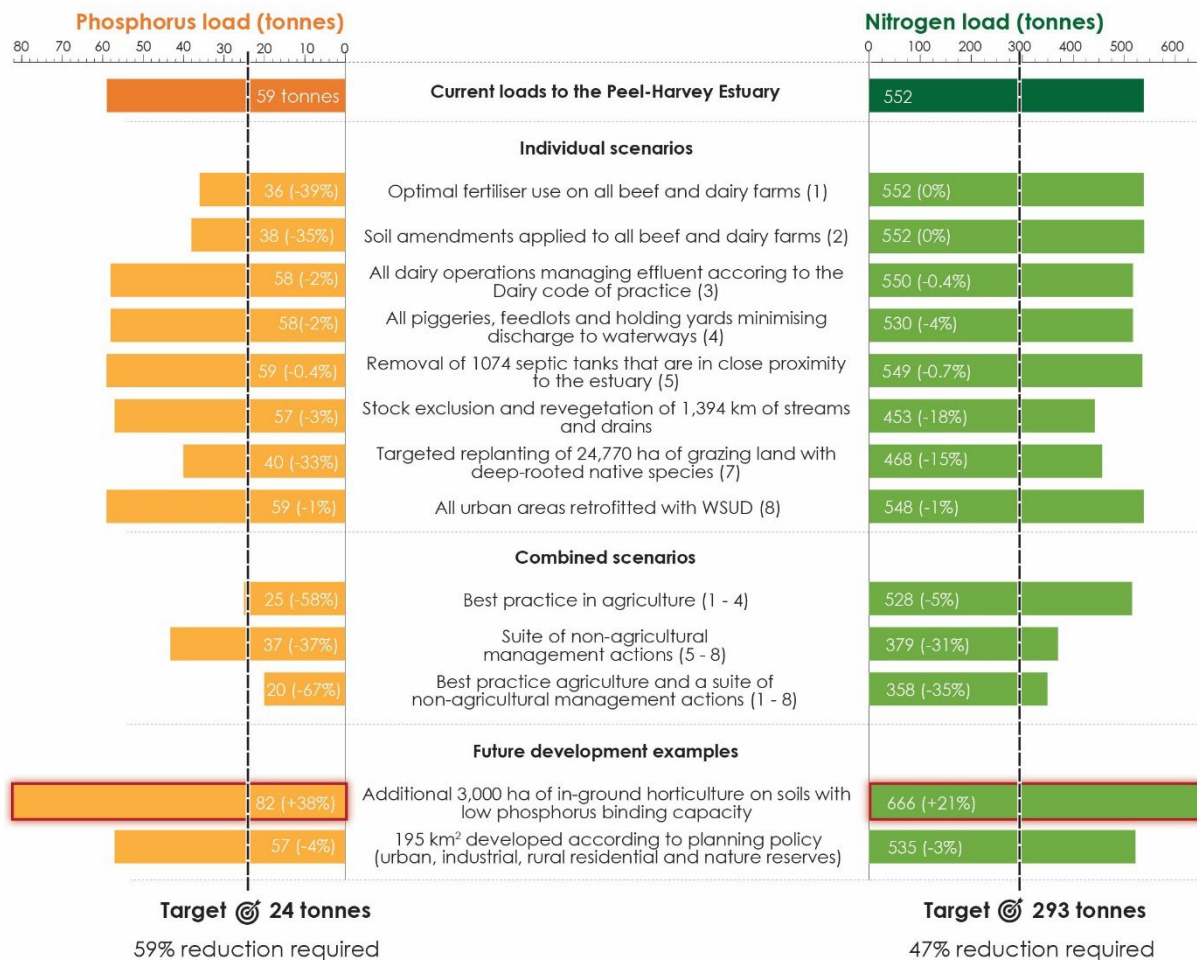 Phosphorus load (tonnes)
Nitrogen load (tonnes)
80 70 60 50 40 30 20 10 0
0 100 200 300 400 500 600
59 tonnes
Current loads to the Peel-Harvey Estuary
552
Individual scenarios
36 (-39%)
Optimal fertiliser use on all beef and dairy farms (1)
552 (0%)
38 (-35%)
Soil amendments applied to all beef and dairy farms (2)
552 (0%)
58 (-2%)
All dairy operations managing effluent accoring to the
Dairy code of practice (3)
550 (-0.4%)
58(-2%)
All piggeries, feedlots and holding yards minimising
discharge to waterways (4)
530 (-4%)
59 (-0.4%)
Removal of 1074 septic tanks that are in close proximity
to the estuary (5)
549 (-0.7%)
57 (-3%)
Stock exclusion and revegetation of 1,394 km of streams
and drains
453 (-18%)
40 (-33%)
Targeted replanting of 24,770 ha of grazing land with
deep-rooted native species (7)
468 (-15%)
59 (-1%)
All urban areas retrofitted with WSUD (8)
548 (-1%)
Combined scenarios
25 (-58%)
Best practice in agriculture (1 - 4)
528 (-5%)
37 (-37%)
Suite of non-agricultural
management actions (5 - 8)
379 (-31%)
20 (-67%)
Best practice agriculture and a suite of
non-agricultural management actions (1 - 8)
358 (-35%)
Future development examples
82 (+38%)
Additional 3,000 ha of in-ground horticulture on soils with
low phosphorus binding capacity
666 (+21%)
57 (-4%)
195 km² developed according to planning policy
(urban, industrial, rural residential and nature reserves)
535 (-3%)
Target 24 tonnes
59% reduction required
Target 293 tonnes
47% reduction required